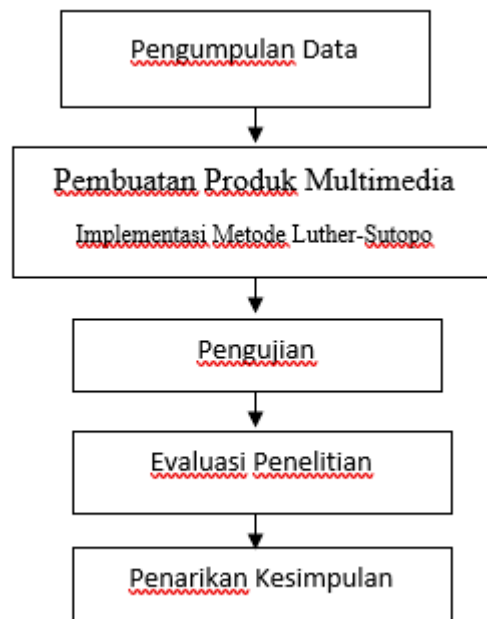 Pengumpulan Data
Pembuatan Produk Multimedia
Implementasi Metode Luther-Sutopo
Pengujian
Evaluasi Penelitian
Penarikan Kesimpulan